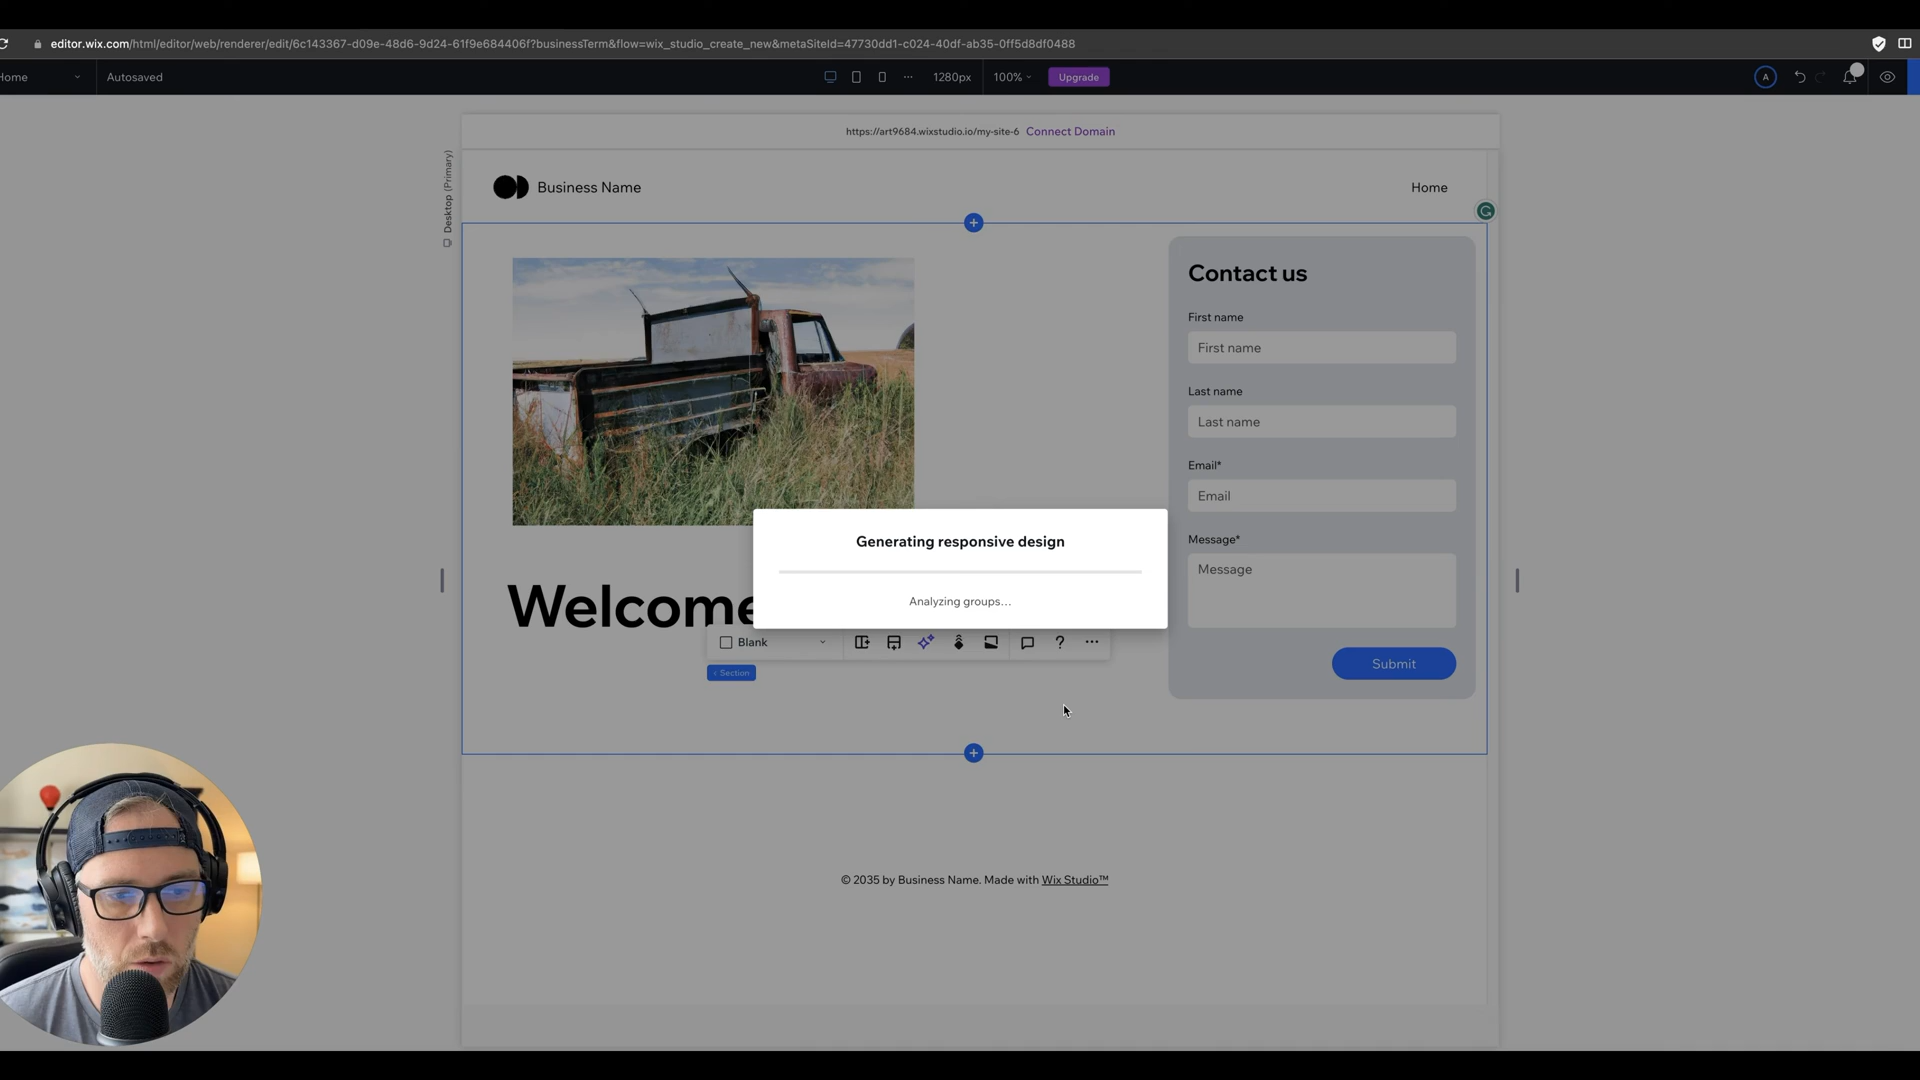 editor.wix.com/html/editor/web/renderer/edit/6c143367-d09e-48d6-9d24-61f9e684406f?businessTerm&flow=wix_studio_create_new&metaSiteId=47730dd1-c024-40df-ab35-0ff5d8df0488
Home
Autosaved
1280px
100%
Upgrade
A
https://art9684.wixstudio.io/my-site-6 Connect Domain
Desktop (Primary)
Business Name
Home
Contact us
First name
First name
Last name
Last name
Email*
Email
Message*
Message
Submit
Generating responsive design
Analyzing groups...
Welcome
Blank
?
< Section
© 2035 by Business Name. Made with Wix Studio™